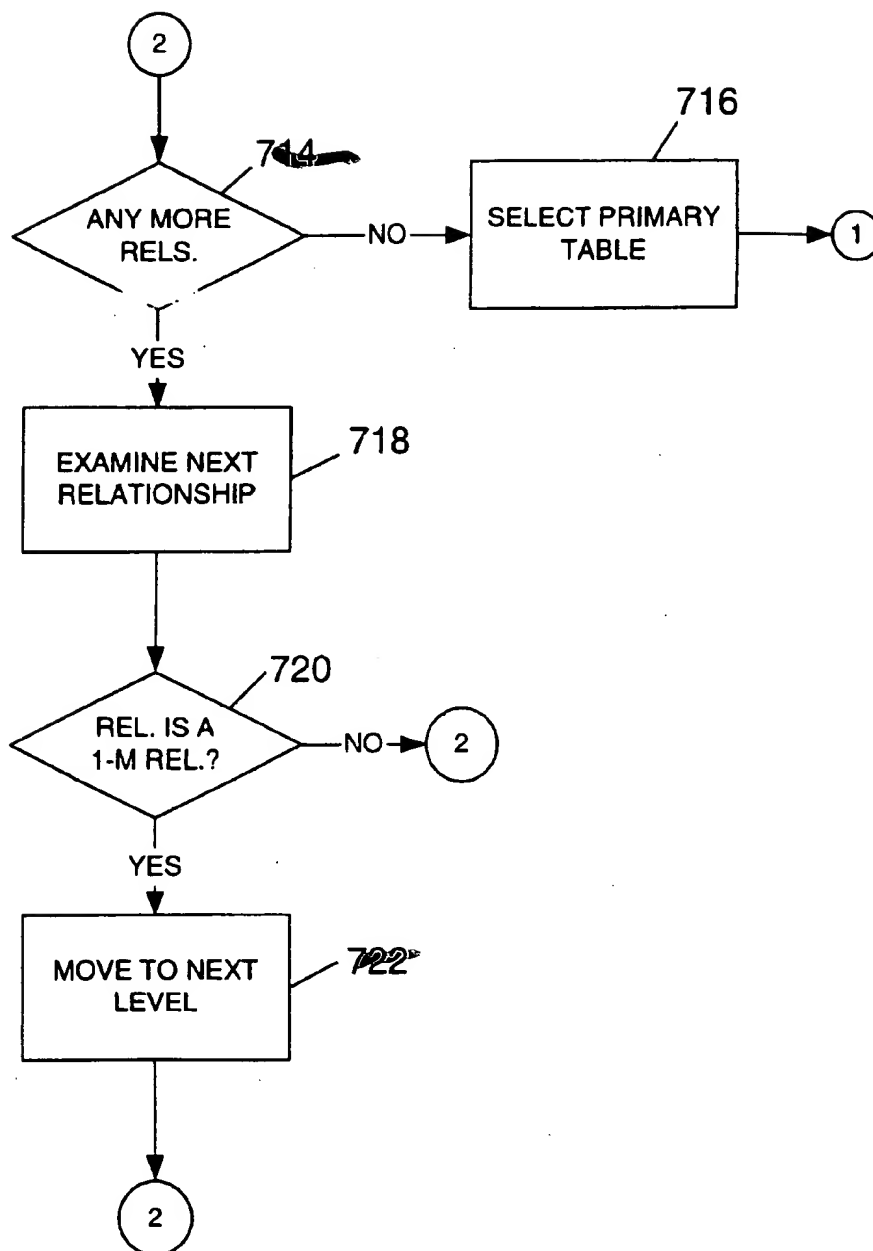 2
714
716
ANY MORE
RELS.
NO
SELECT PRIMARY
TABLE
1
YES
EXAMINE NEXT
RELATIONSHIP
718
720
REL. IS A
1-M REL.?
NO
2
YES
MOVE TO NEXT
LEVEL
722
2